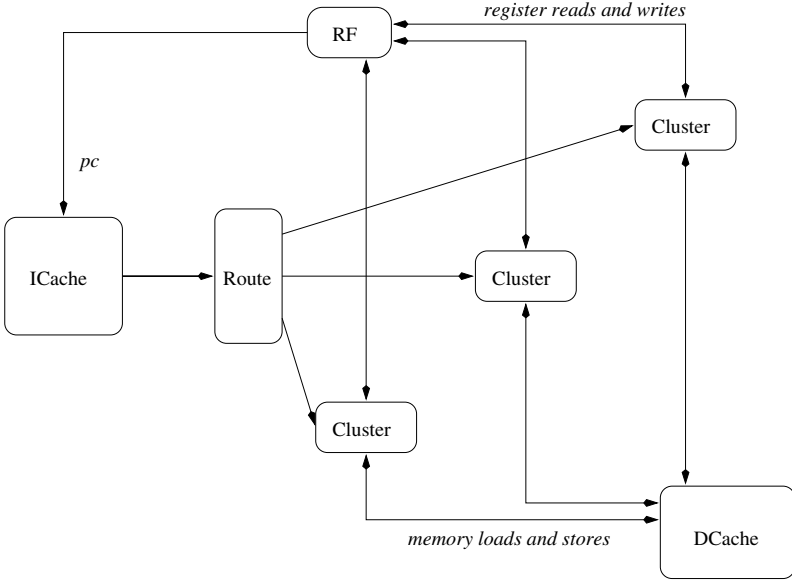 register reads and writes
RF
Cluster
pc
ICache
Route
Cluster
Cluster
memory loads and stores
DCache